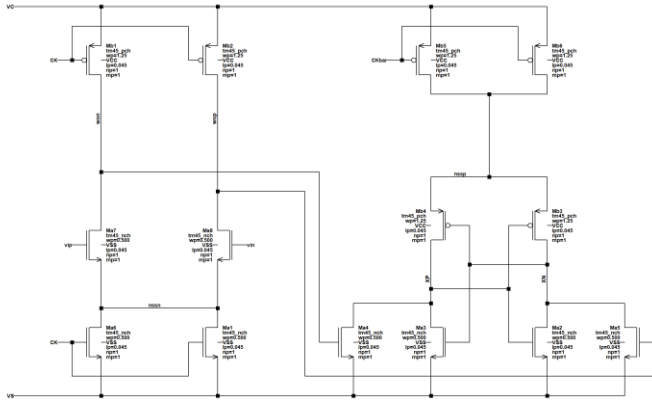 VC
Mb1
tm45_pch
wp=1.25
VCC
lp=0.045
np=1
mp=1
Mb2
tm45_pch
wp=1.25
VCC
lp=0.045
np=1
mp=1
Mb5
tm45_pch
wp=1.25
VCC
lp=0.045
np=1
mp=1
Mb6
tm45_pch
wp=1.25
VCC
lp=0.045
np=1
mp=1
CK
CKbar
won
wop
nssp
Mb4
tm45_pch
wp=1.25
VCC
lp=0.045
np=1
mp=1
Mb3
tm45_pch
wp=1.25
VCC
lp=0.045
np=1
mp=1
Ma7
tm45_nch
wp=0.500
VSS
lp=0.045
np=1
mp=1
Ma8
tm45_nch
wp=0.500
VSS
lp=0.045
np=1
mp=1
vip
vin
XP
XN
nssn
Ma6
tm45_nch
wp=0.500
VSS
lp=0.045
np=1
mp=1
Ma1
tm45_nch
wp=0.500
VSS
lp=0.045
np=1
mp=1
Ma4
tm45_nch
wp=0.500
VSS
lp=0.045
np=1
mp=1
Ma3
tm45_nch
wp=0.500
VSS
lp=0.045
np=1
mp=1
Ma2
tm45_nch
wp=0.500
VSS
lp=0.045
np=1
mp=1
Ma5
tm45_nch
wp=0.500
VSS
lp=0.045
np=1
mp=1
CK
VS